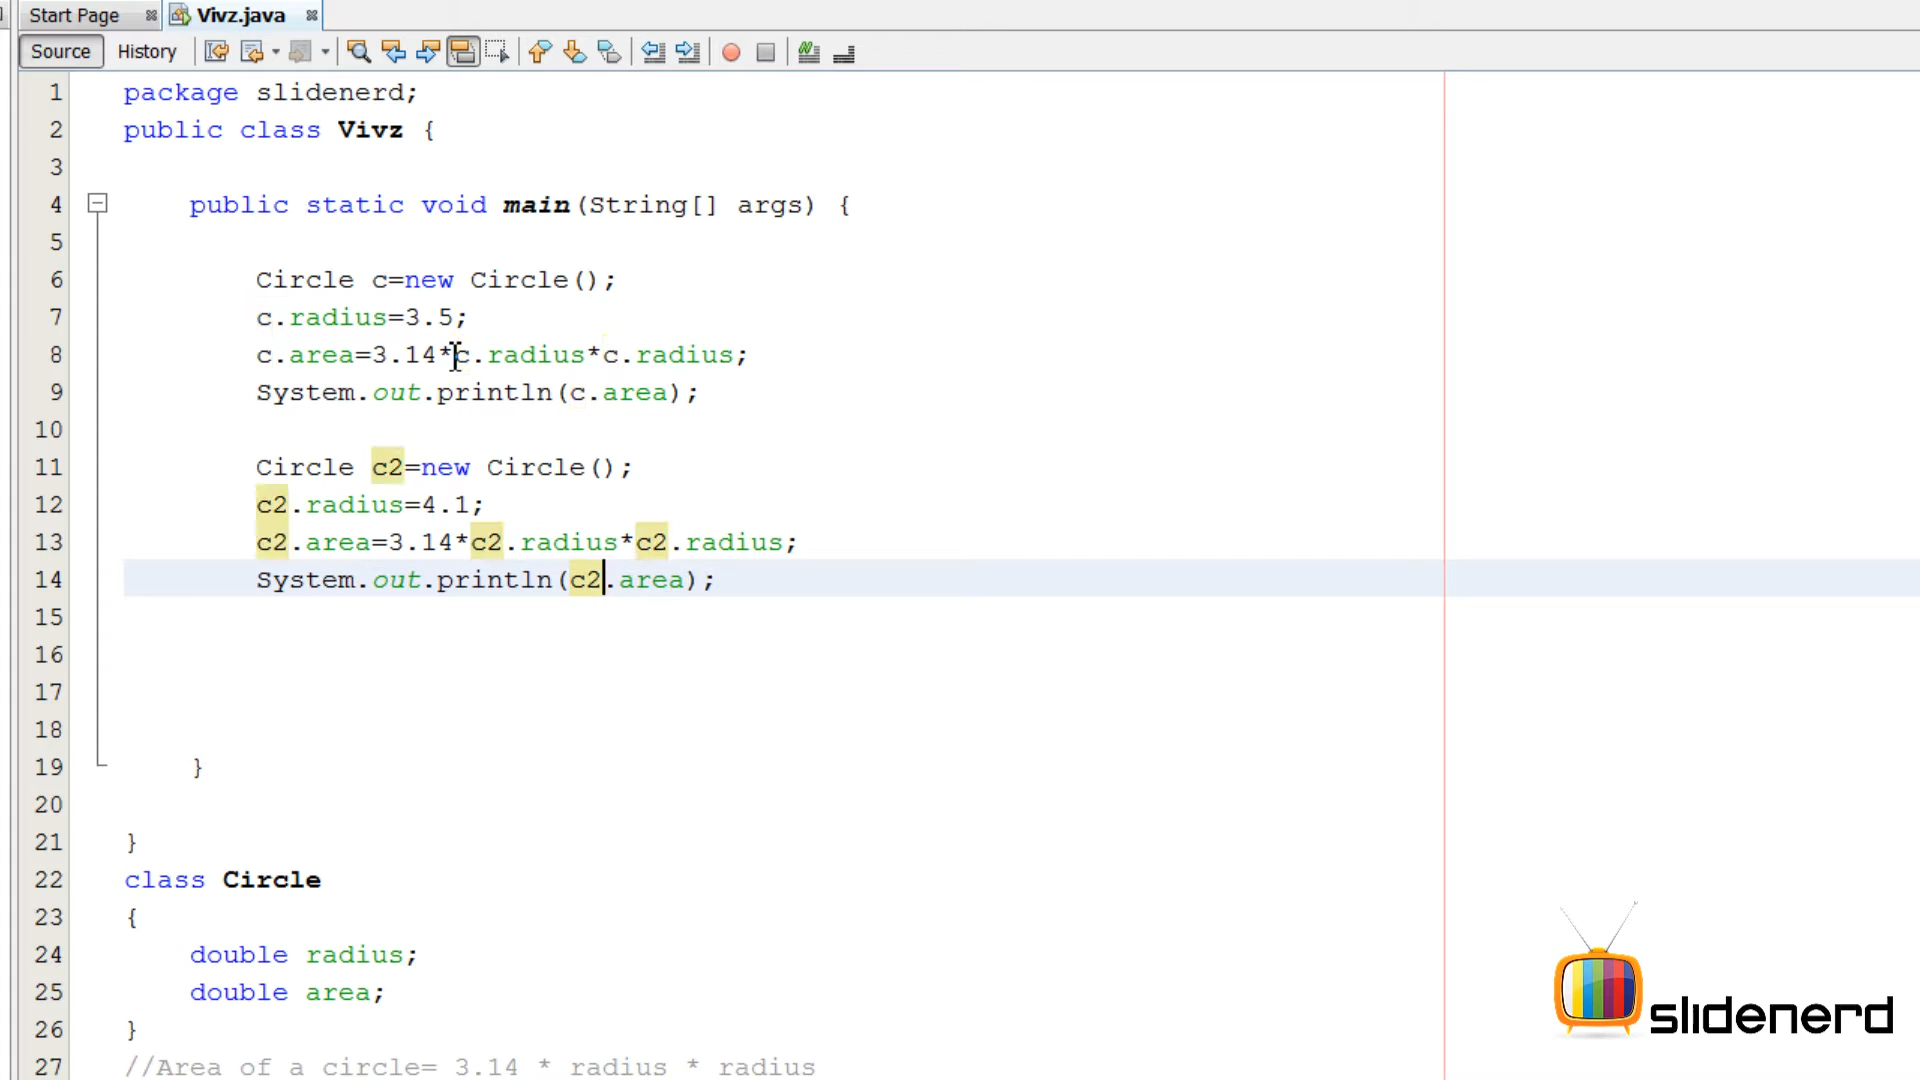 Start Page
Vivz.java
Source
History
1 package slidenerd;
2 public class Vivz {
3
4 public static void main(String[] args) {
5
6 Circle c=new Circle();
7 c.radius=3.5;
8 c.area=3.14*c.radius*c.radius;
9 System.out.println(c.area);
10
11 Circle c2=new Circle();
12 c2.radius=4.1;
13 c2.area=3.14*c2.radius*c2.radius;
14 System.out.println(c2.area);
15
16
17
18
19 }
20
21 }
22 class Circle
23 {
24 double radius;
25 double area;
26 }
27 //Area of a circle= 3.14 * radius * radius
slidenerd